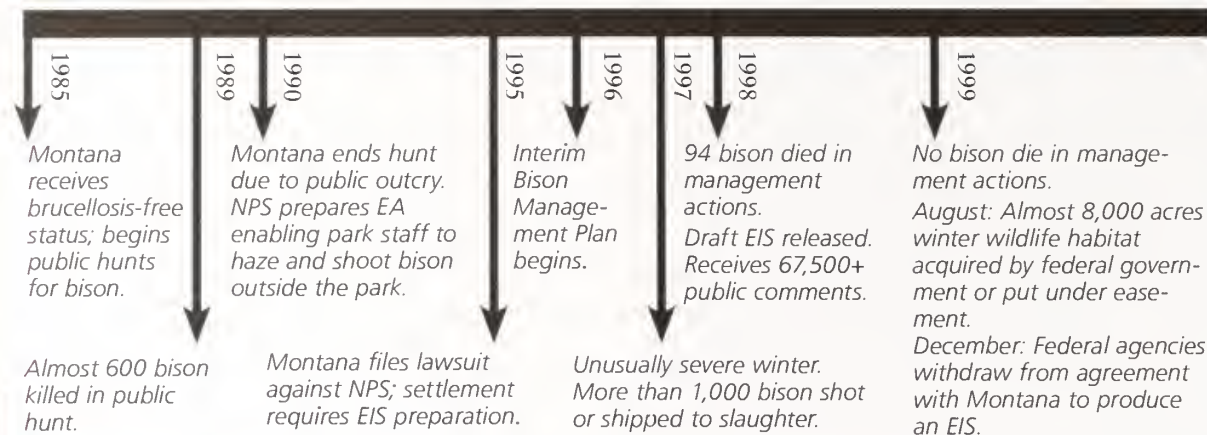 1985
Montana
receives
brucellosis-free
status; begins
public hunts
for bison.
1989
Almost 600 bison
killed in public
hunt.
1990
Montana ends hunt
due to public outcry.
NPS prepares EA
enabling park staff to
haze and shoot bison
outside the park.
1995
Montana files lawsuit
against NPS; settlement
requires EIS preparation.
1996
Interim
Bison
Manage-
ment Plan
begins.
1997
Unusually severe winter.
More than 1,000 bison shot
or shipped to slaughter.
1998
94 bison died in
management
actions.
Draft EIS released.
Receives 67,500+
public comments.
1999
No bison die in manage-
ment actions.
August: Almost 8,000 acres
winter wildlife habitat
acquired by federal govern-
ment or put under ease-
ment.
December: Federal agencies
withdraw from agreement
with Montana to produce
an EIS.